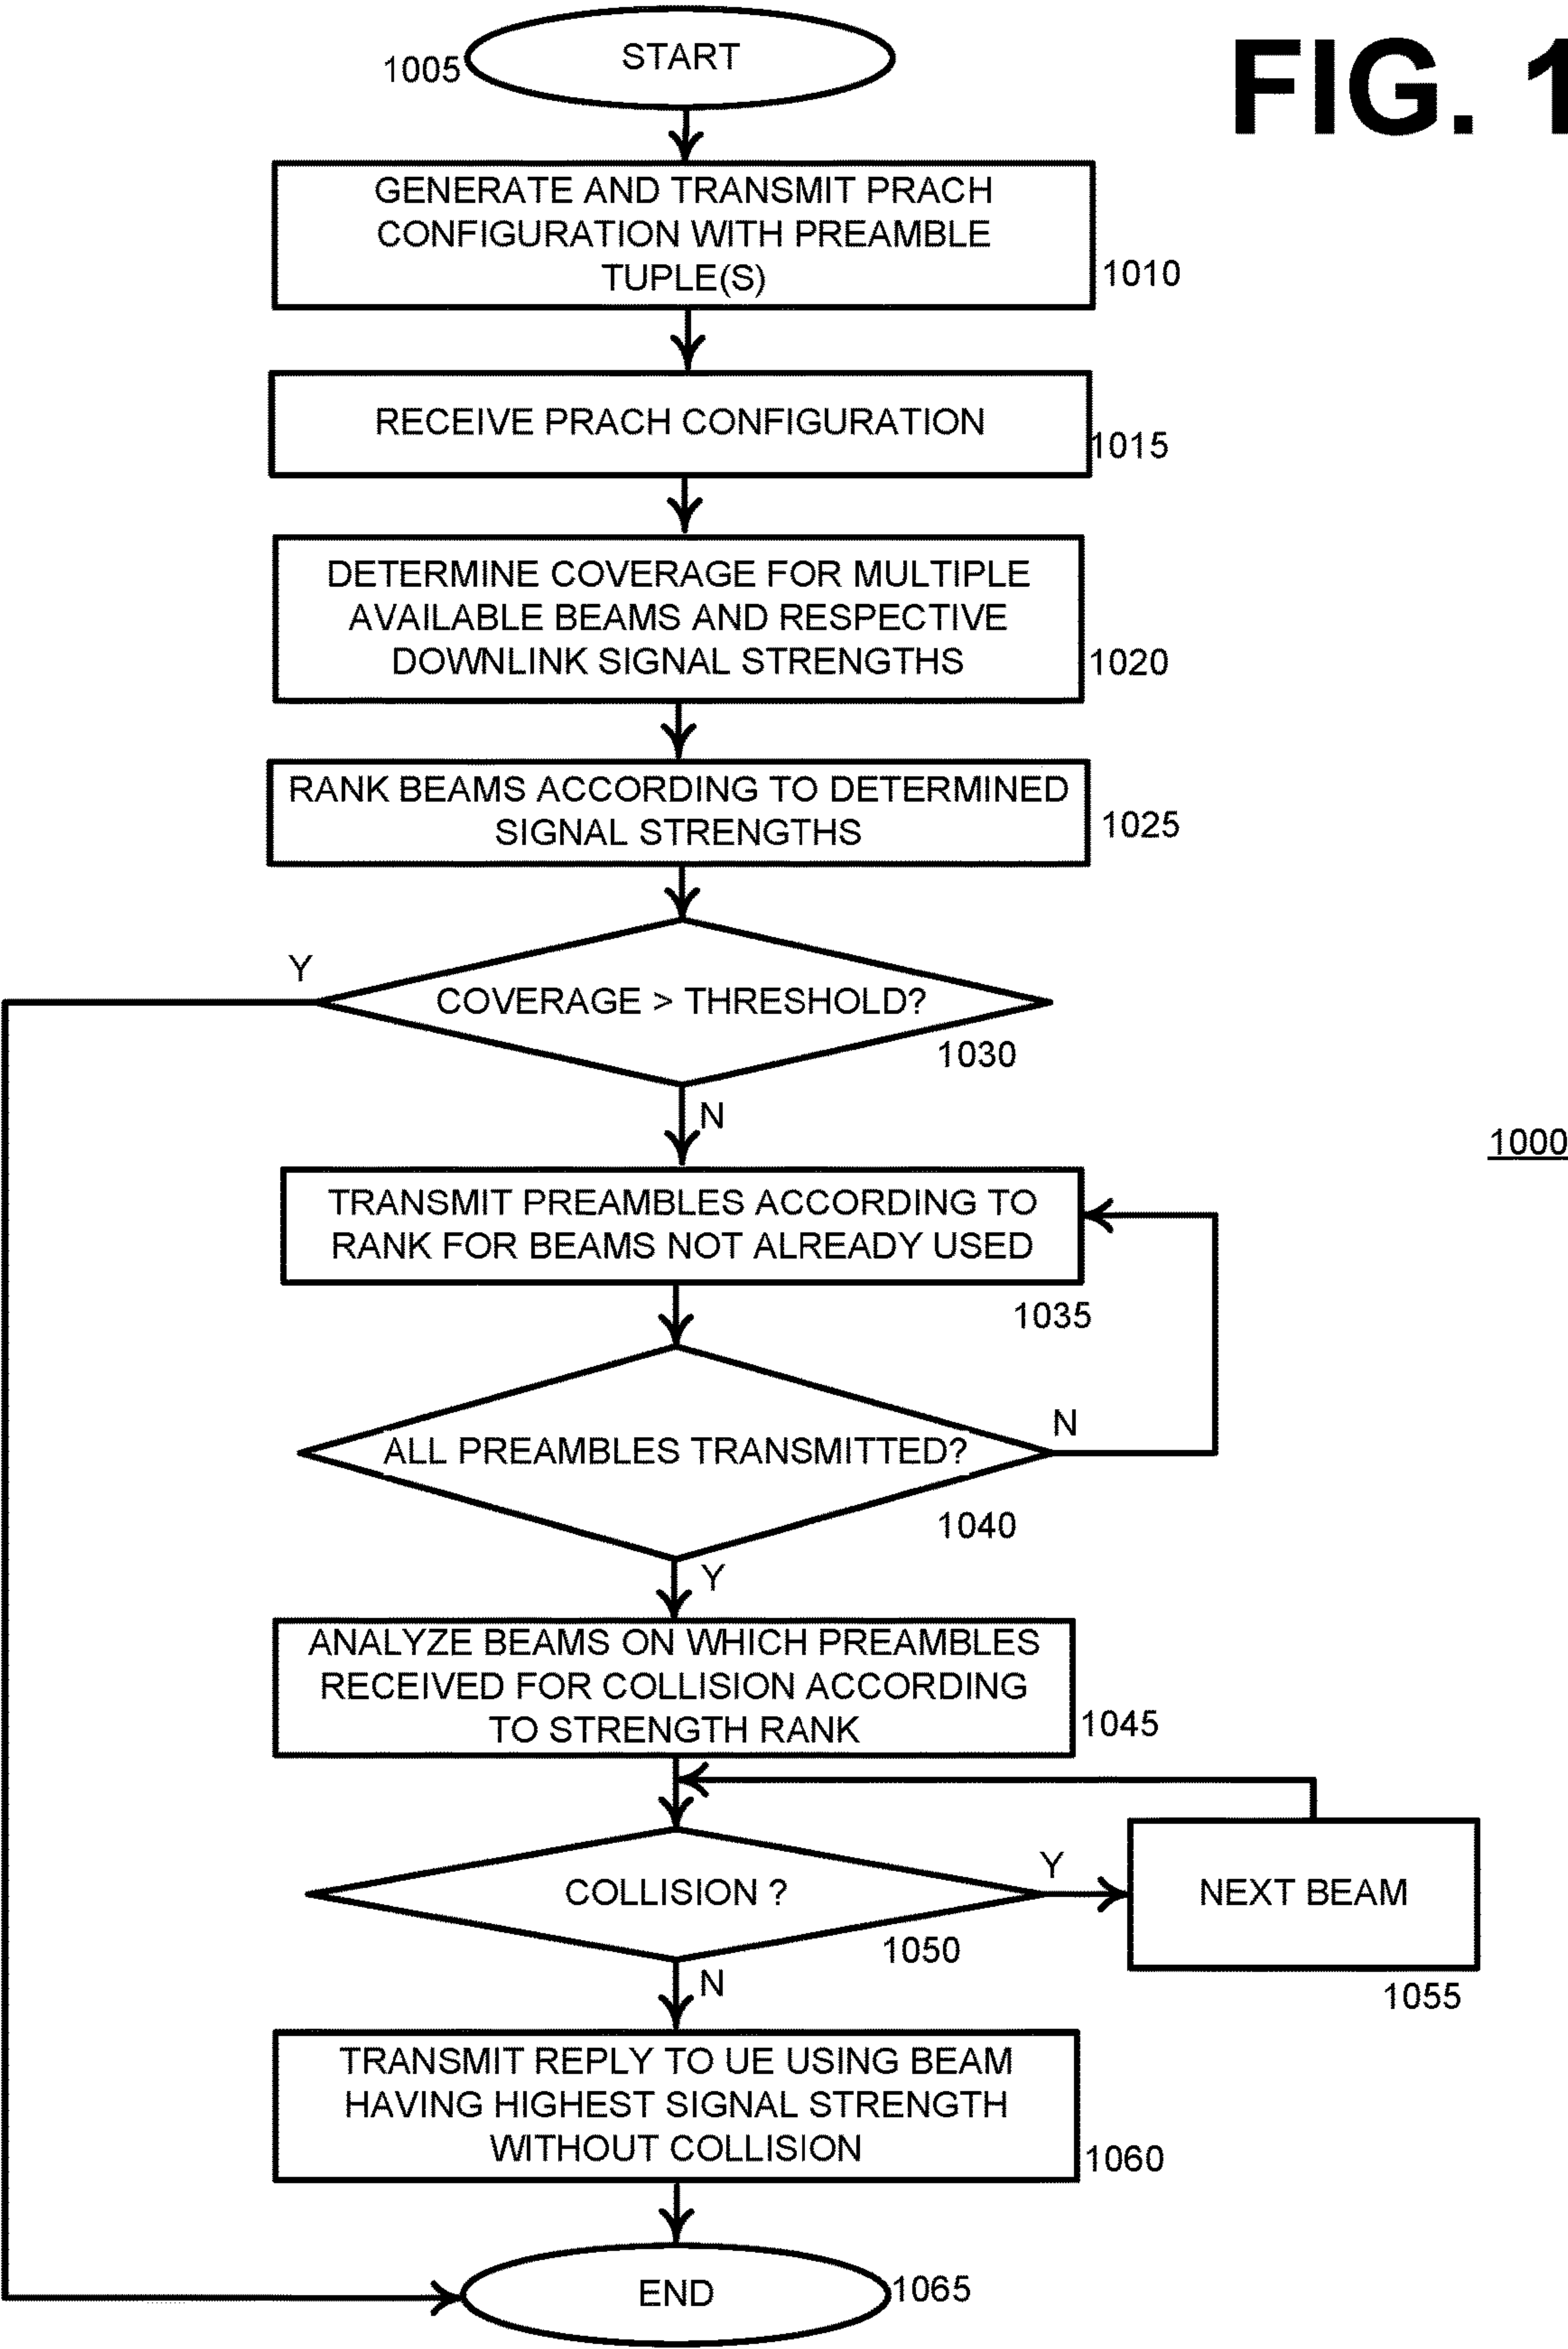 FIG. 1
START
1005
GENERATE AND TRANSMIT PRACH
CONFIGURATION WITH PREAMBLE
TUPLE(S)
1010
RECEIVE PRACH CONFIGURATION
1015
DETERMINE COVERAGE FOR MULTIPLE
AVAILABLE BEAMS AND RESPECTIVE
DOWNLINK SIGNAL STRENGTHS
1020
RANK BEAMS ACCORDING TO DETERMINED
SIGNAL STRENGTHS
1025
Y
COVERAGE > THRESHOLD?
1030
N
1000
TRANSMIT PREAMBLES ACCORDING TO
RANK FOR BEAMS NOT ALREADY USED
1035
N
ALL PREAMBLES TRANSMITTED?
1040
Y
ANALYZE BEAMS ON WHICH PREAMBLES
RECEIVED FOR COLLISION ACCORDING
TO STRENGTH RANK
1045
Y
COLLISION ?
NEXT BEAM
1050
N
1055
TRANSMIT REPLY TO UE USING BEAM
HAVING HIGHEST SIGNAL STRENGTH
WITHOUT COLLISION
1060
END
1065